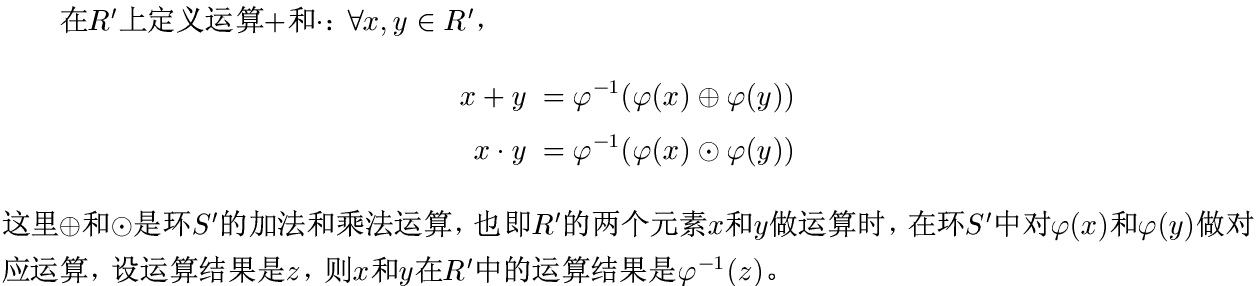 在R′上定义运算+和·: ∀x, y ∈ R′，
x + y = φ⁻¹(φ(x) ⊕ φ(y))
x · y = φ⁻¹(φ(x) ⊙ φ(y))
这里⊕和⊙是环S′的加法和乘法运算，也即R′的两个元素x和y做运算时，在环S′中对φ(x)和φ(y)做对
应运算，设运算结果是z，则x和y在R′中的运算结果是φ⁻¹(z)。